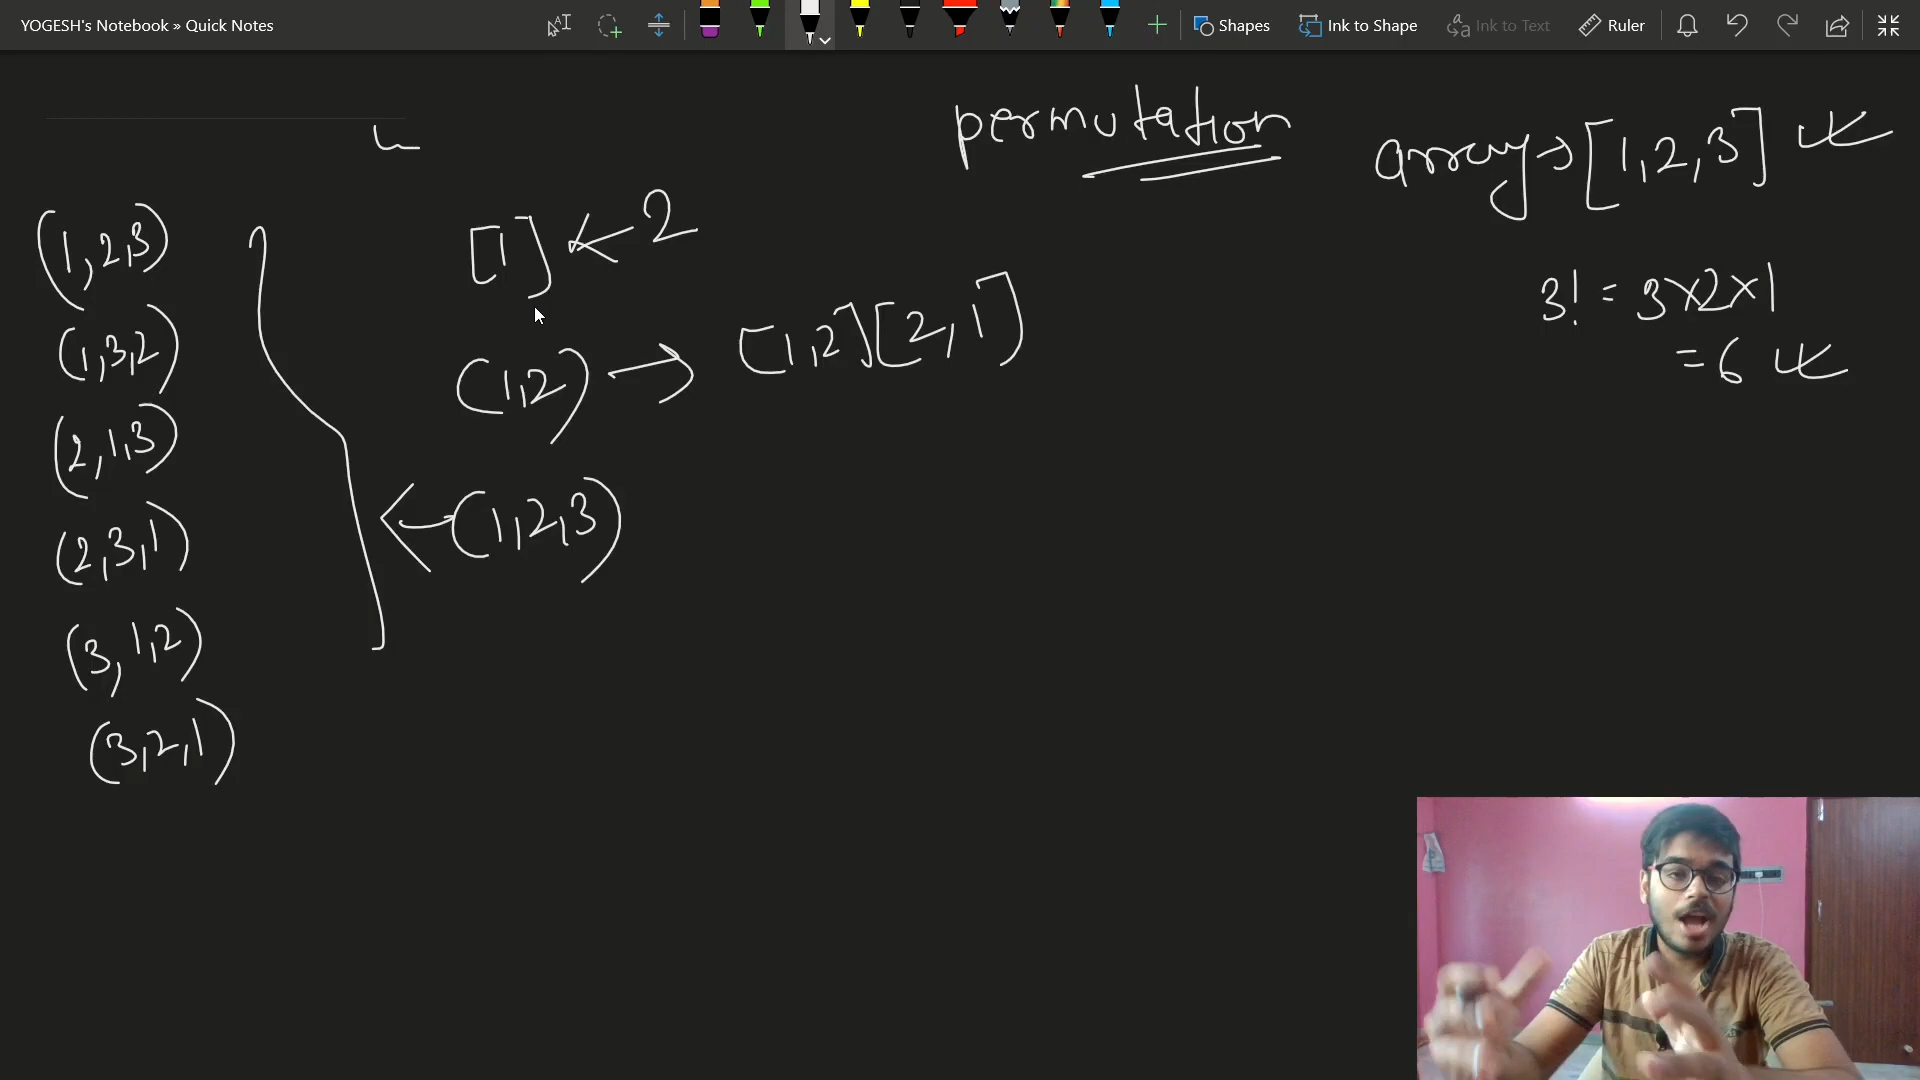 YOGESH's Notebook » Quick Notes
Shapes
Ink to Shape
Ink to Text
Ruler
permutation
array → [1,2,3]
3! = 3×2×1
= 6
(1,2,3)
(1,3,2)
(2,1,3)
(2,3,1)
(3,1,2)
(3,2,1)
[1] ← 2
(1,2) → [1,2] [2,1]
← (1,2,3)